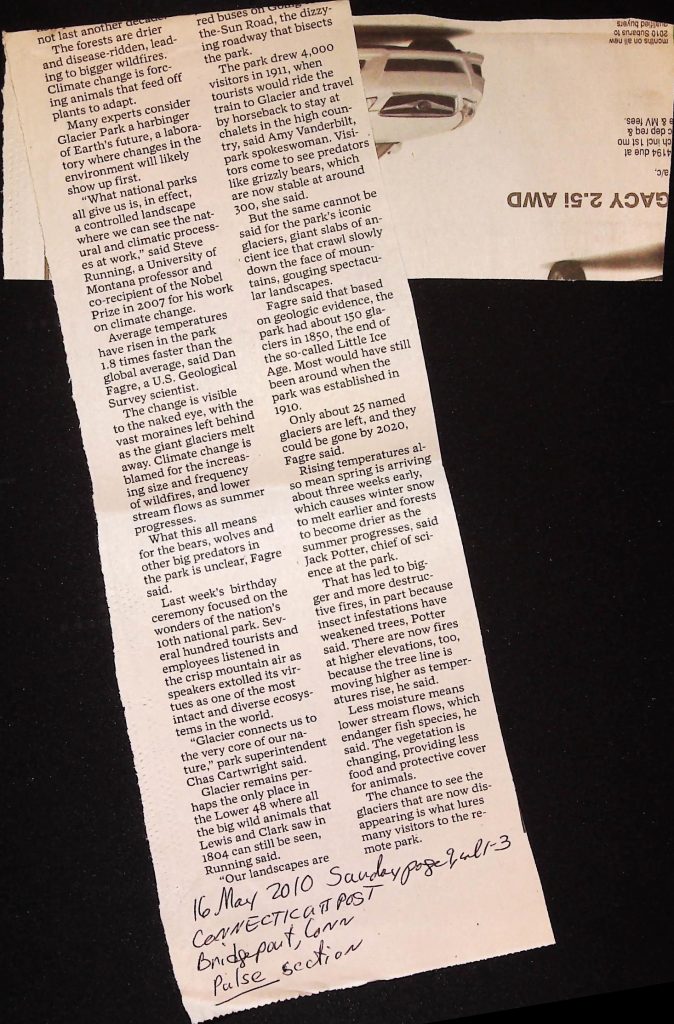 not last another decade,
The forests are drier
and disease-ridden, lead-
ing to bigger wildfires.
Climate change is forc-
ing animals that feed off
plants to adapt.
Many experts consider
Glacier Park a harbinger
of Earth's future, a labora-
tory where changes in the
environment will likely
show up first.
"What national parks
all give us is, in effect,
a controlled landscape
where we can see the nat-
ural and climatic process-
es at work," said Steve
Running, a University of
Montana professor and
co-recipient of the Nobel
Prize in 2007 for his work
on climate change.
Average temperatures
have risen in the park
1.8 times faster than the
global average, said Dan
Fagre, a U.S. Geological
Survey scientist.
The change is visible
to the naked eye, with the
vast moraines left behind
as the giant glaciers melt
away. Climate change is
blamed for the increas-
ing size and frequency
of wildfires, and lower
stream flows as summer
progresses.
What this all means
for the bears, wolves and
other big predators in
the park is unclear, Fagre
said.
Last week's birthday
ceremony focused on the
wonders of the nation's
10th national park. Sev-
eral hundred tourists and
employees listened in
the crisp mountain air as
speakers extolled its vir-
tues as one of the most
intact and diverse ecosys-
tems in the world.
"Glacier connects us to
the very core of our na-
ture," park superintendent
Chas Cartwright said.
Glacier remains per-
haps the only place in
the Lower 48 where all
the big wild animals that
Lewis and Clark saw in
1804 can still be seen,
Running said.
"Our landscapes are
red buses on Going-
the-Sun Road, the dizzy-
ing roadway that bisects
the park.
The park drew 4,000
visitors in 1911, when
tourists would ride the
train to Glacier and travel
by horseback to stay at
chalets in the high coun-
try, said Amy Vanderbilt,
park spokeswoman. Visi-
tors come to see predators
like grizzly bears, which
are now stable at around
300, she said.
But the same cannot be
said for the park's iconic
glaciers, giant slabs of an-
cient ice that crawl slowly
down the face of moun-
tains, gouging spectacu-
lar landscapes.
Fagre said that based
on geologic evidence, the
park had about 150 gla-
ciers in 1850, the end of
the so-called Little Ice
Age. Most would have still
been around when the
park was established in
1910.
Only about 25 named
glaciers are left, and they
could be gone by 2020,
Fagre said.
Rising temperatures al-
so mean spring is arriving
about three weeks early,
which causes winter snow
to melt earlier and forests
to become drier as the
summer progresses, said
Jack Potter, chief of sci-
ence at the park.
That has led to big-
ger and more destruc-
tive fires, in part because
insect infestations have
weakened trees, Potter
said. There are now fires
at higher elevations, too,
because the tree line is
moving higher as temper-
atures rise, he said.
Less moisture means
lower stream flows, which
endanger fish species, he
said. The vegetation is
changing, providing less
food and protective cover
for animals.
The chance to see the
glaciers that are now dis-
appearing is what lures
many visitors to the re-
mote park.
16 May 2010 Sunday page 9 col 1-3
CONNECTICUT POST
Bridgeport, Conn
Pulse section
GACY 2.5i AWD
a/c,
4194 due at
ch incl 1st mo
c dep req &
e & MV fees.
months on all new
2010 Subarus to
qualified buyers